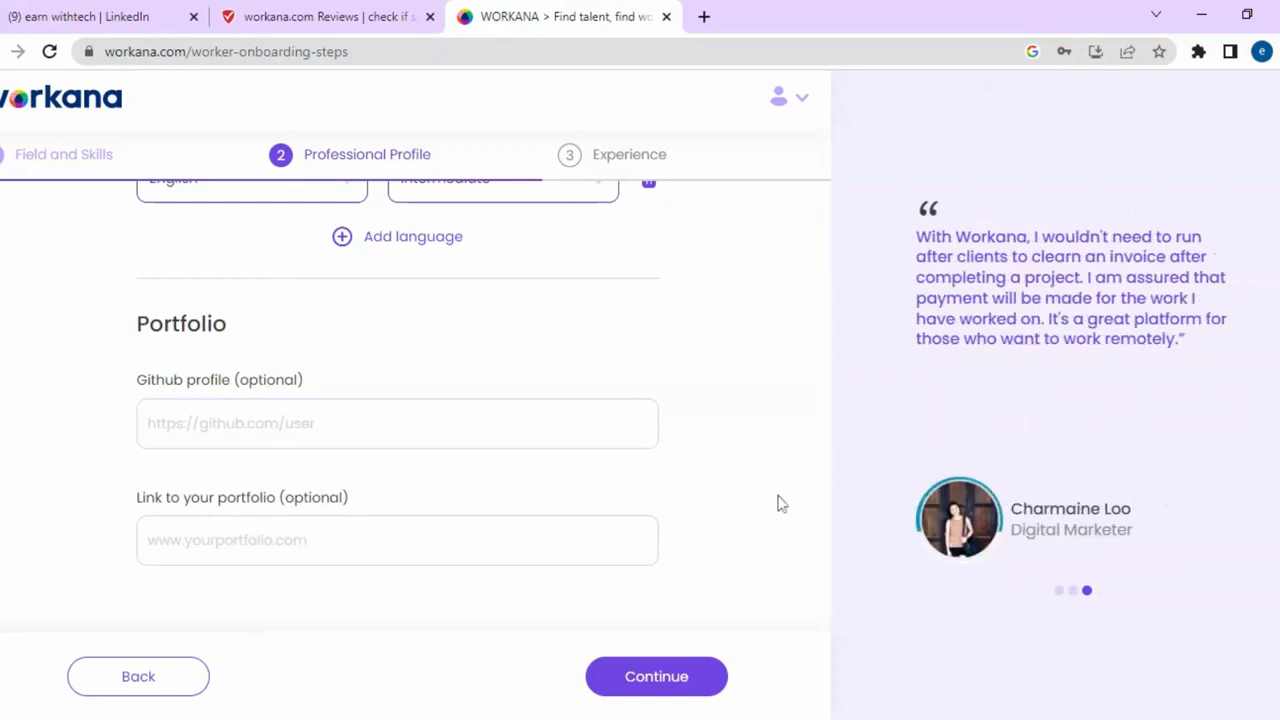 (9) earn withtech | LinkedIn
workana.com Reviews | check if s
WORKANA > Find talent, find wo
workana.com/worker-onboarding-steps
e
workana
Field and Skills
2 Professional Profile
3 Experience
English
Intermediate
Add language
Portfolio
Github profile (optional)
https://github.com/user
Link to your portfolio (optional)
www.yourportfolio.com
Back
Continue
“
With Workana, I wouldn't need to run
after clients to clearn an invoice after
completing a project. I am assured that
payment will be made for the work I
have worked on. It's a great platform for
those who want to work remotely.”
Charmaine Loo
Digital Marketer